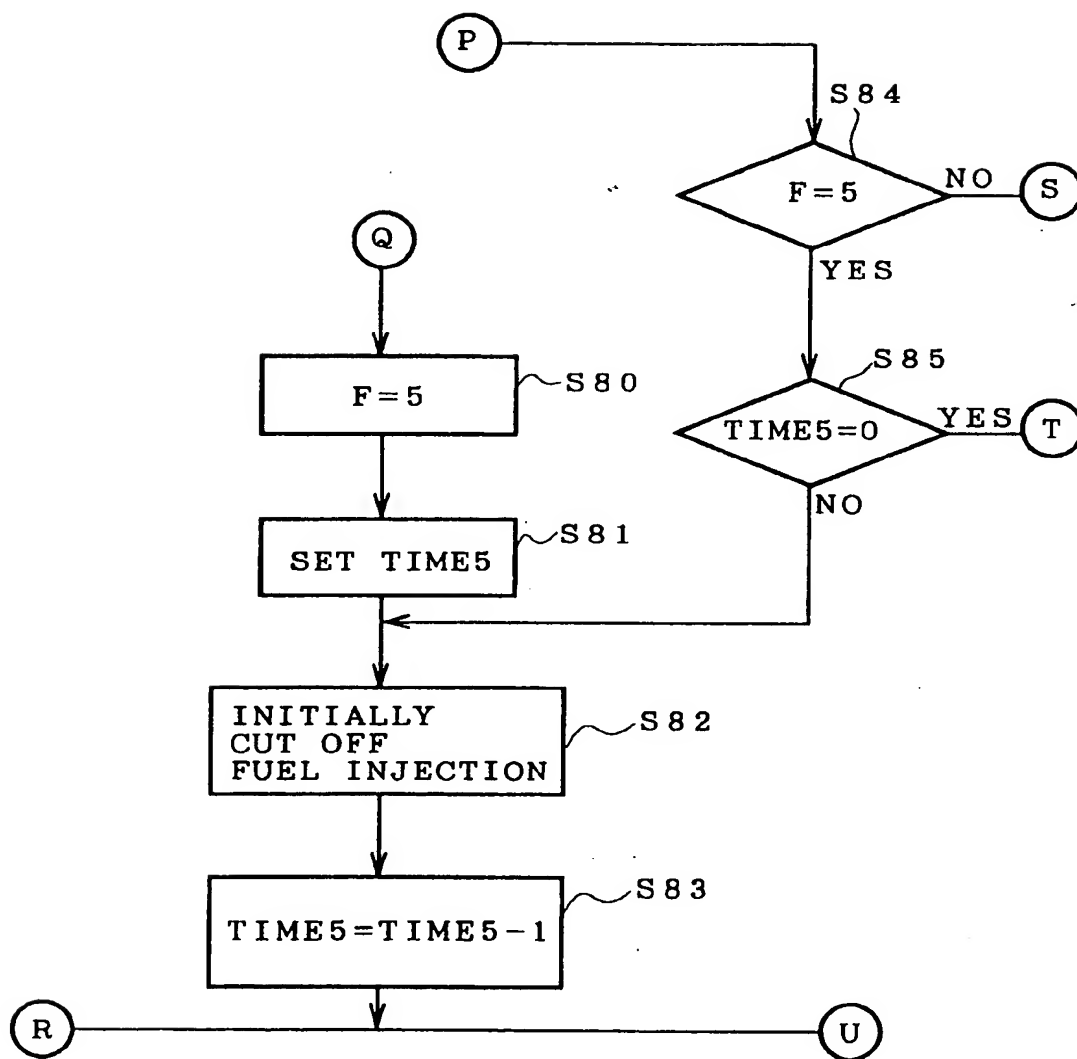 P
S84
F=5
NO
S
Q
YES
S80
F=5
S85
TIME5=0
YES
T
NO
S81
SET TIME5
INITIALLY
CUT OFF
FUEL INJECTION
S82
S83
TIME5=TIME5-1
R
U